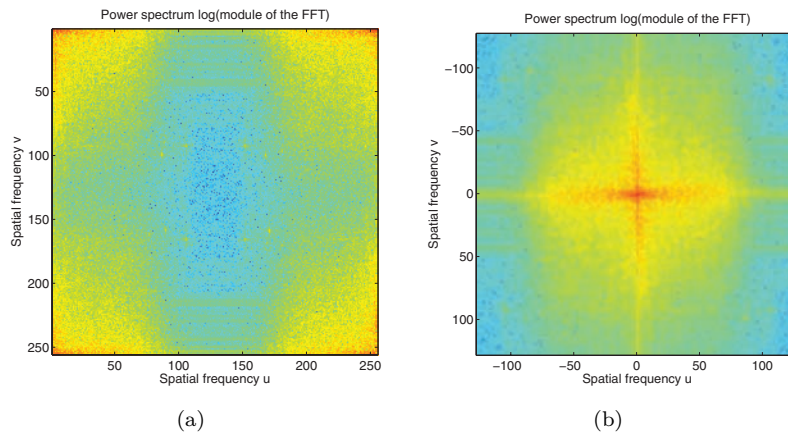 Power spectrum log(module of the FFT)
Spatial frequency v
50
100
150
200
250
50
100
150
200
250
Spatial frequency u
(a)
Power spectrum log(module of the FFT)
Spatial frequency v
−100
−50
0
50
100
−100
−50
0
50
100
Spatial frequency u
(b)